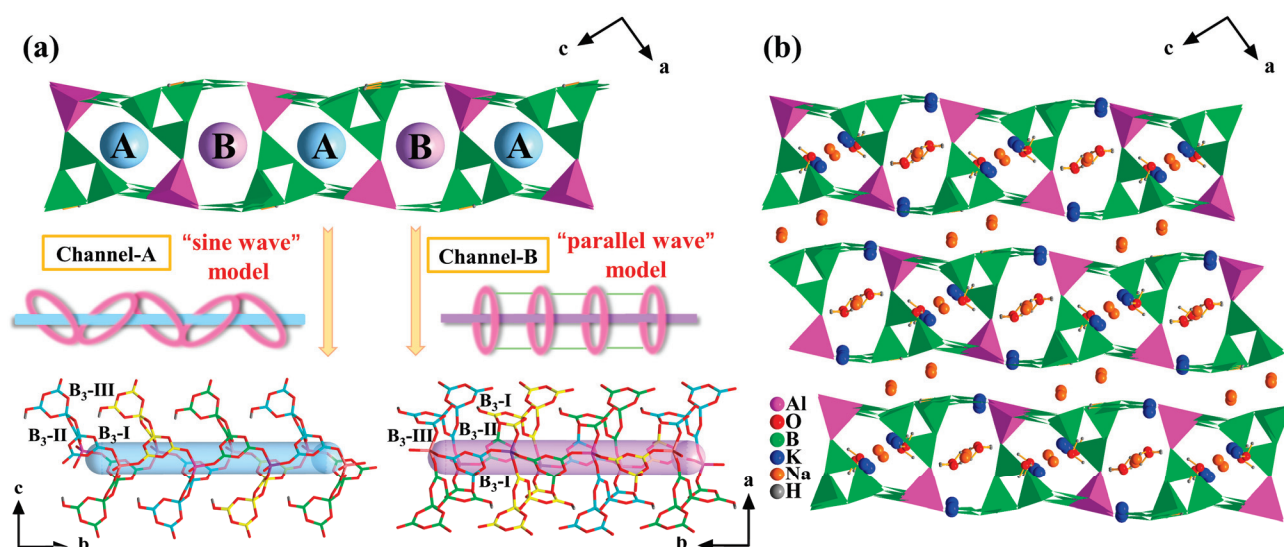 (a)
c
a
A
B
A
B
A
Channel-A
“sine wave”
model
Channel-B
“parallel wave”
model
B3-III
B3-II
B3-I
c
b
B3-I
B3-III
B3-II
B3-I
a
b
(b)
c
a
Al
O
B
K
Na
H